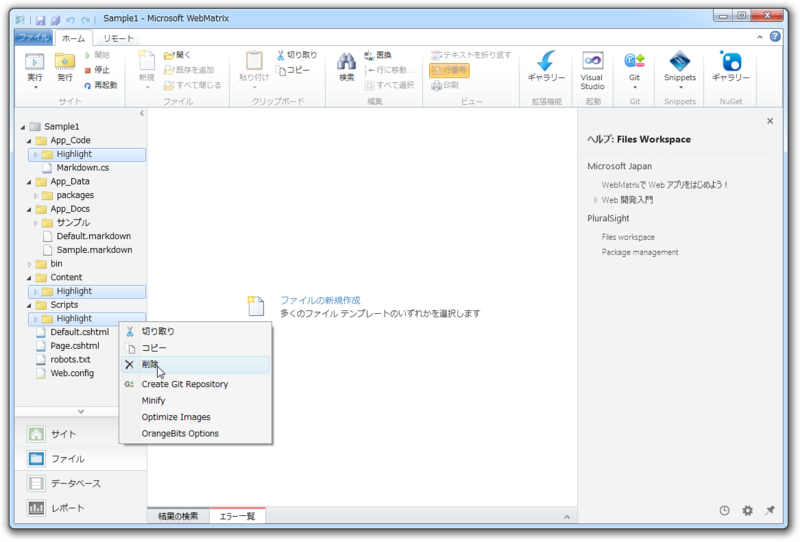 Sample1 - Microsoft WebMatrix
ファイル ホーム リモート
実行
発行
開始
停止
再起動
サイト
新規
開く
既存を追加
すべて閉じる
ファイル
貼り付け
切り取り
コピー
クリップボード
検索
置換
行に移動...
すべて選択
編集
テキストを折り返す
行番号
印刷
ビュー
ギャラリー
拡張機能
Visual
Studio
起動
Git
Git
Snippets
Snippets
ギャラリー
NuGet
Sample1
App_Code
Highlight
Markdown.cs
App_Data
packages
App_Docs
サンプル
Default.markdown
Sample.markdown
bin
Content
Highlight
Scripts
Highlight
Default.cshtml
Page.cshtml
robots.txt
Web.config
切り取り
コピー
削除
Create Git Repository
Minify
Optimize Images
OrangeBits Options
サイト
ファイル
データベース
レポート
ファイルの新規作成
多くのファイル テンプレートのいずれかを選択します
結果の検索 エラー一覧
ヘルプ: Files Workspace
Microsoft Japan
WebMatrixで Web アプリをはじめよう！
Web 開発入門
PluralSight
Files workspace
Package management